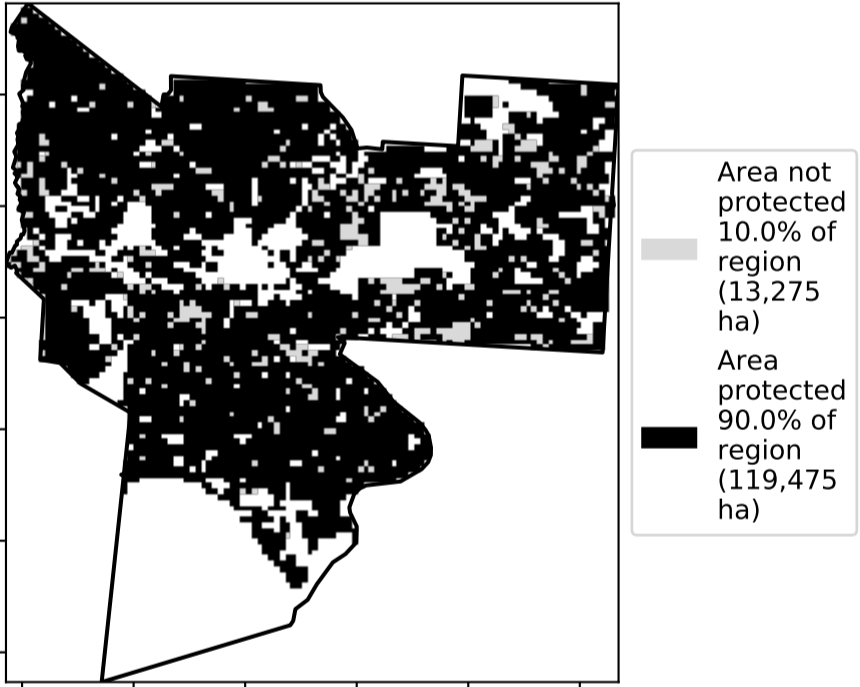 Area not
protected
10.0% of
region
(13,275
ha)
Area
protected
90.0% of
region
(119,475
ha)